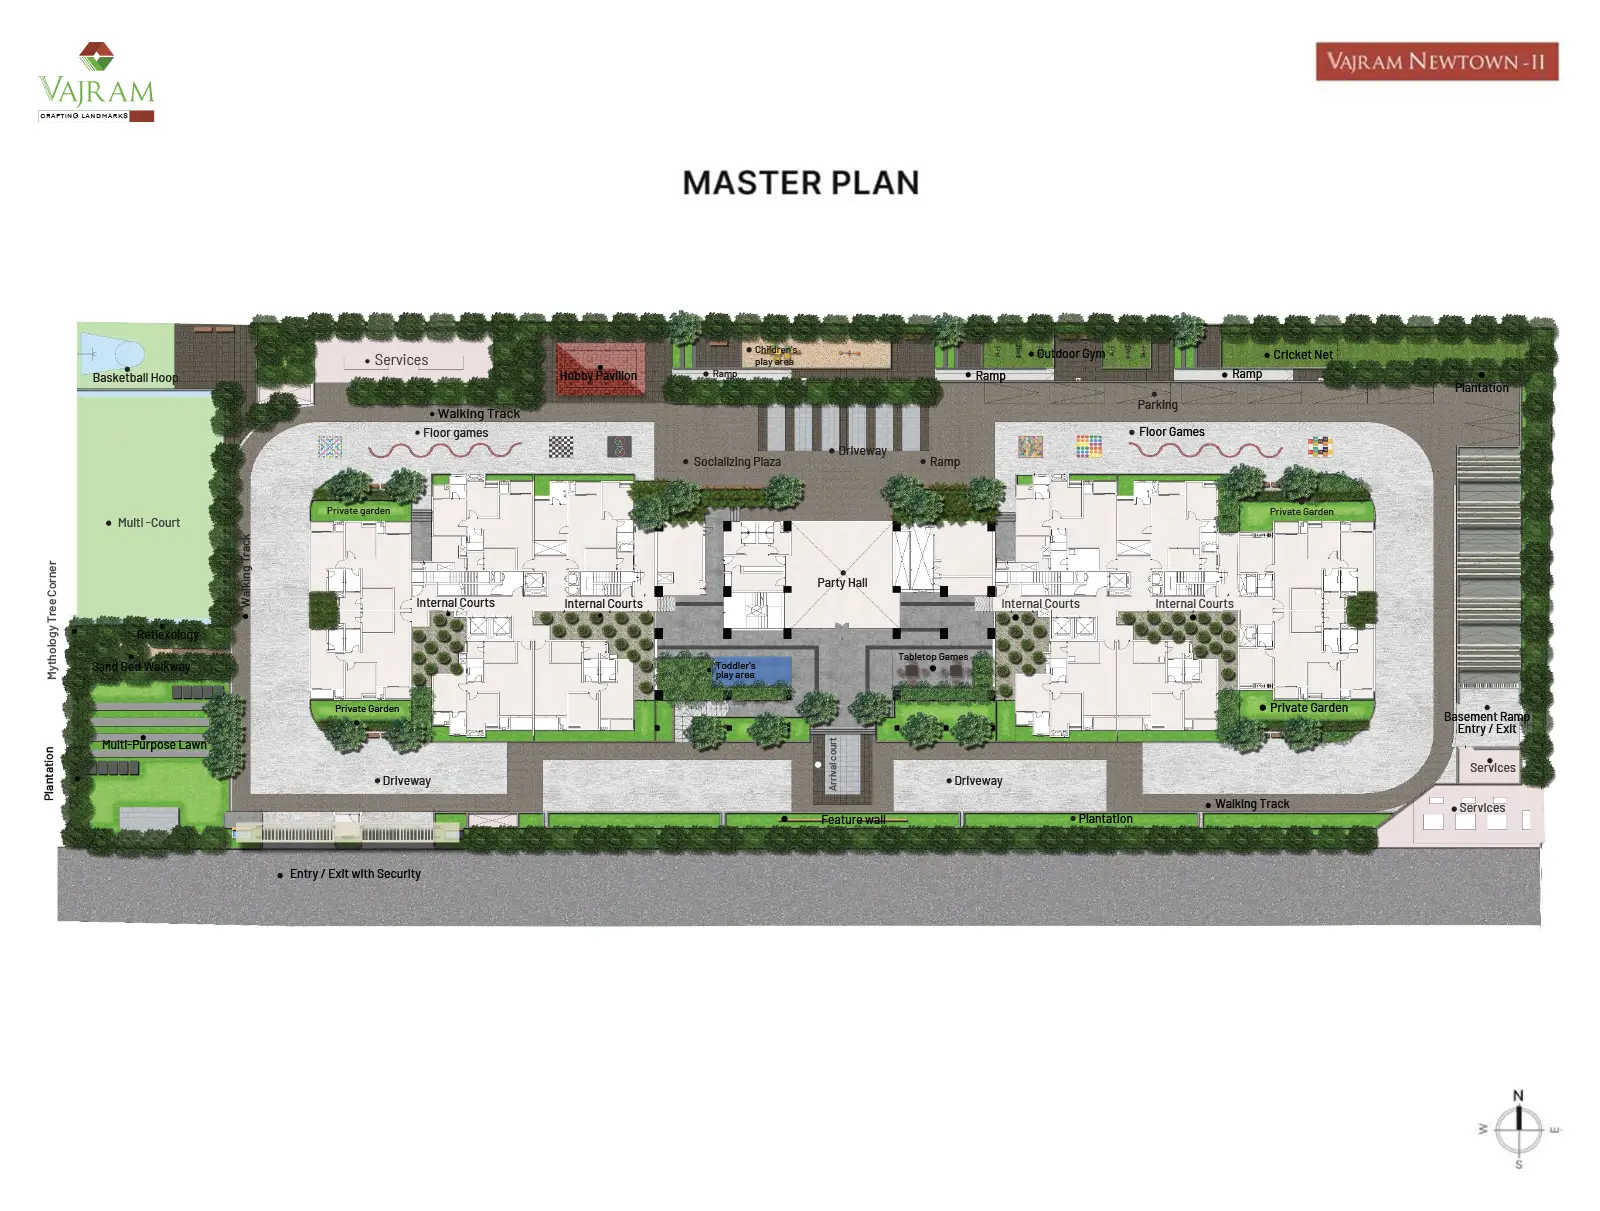 VAJRAM
CRAFTING LANDMARKS
VAJRAM NEWTOWN -II
MASTER PLAN
Basketball Hoop
Services
Hobby Pavilion
Children's
play area
Ramp
Outdoor Gym
Ramp
Cricket Net
Ramp
Plantation
Parking
Walking Track
Floor games
Socializing Plaza
Driveway
Ramp
Floor Games
Multi -Court
Walking Track
Private garden
Private Garden
Party Hall
Internal Courts
Internal Courts
Internal Courts
Internal Courts
Mythology Tree Corner
Reflexology
Sand Bed Walkway
Toddler's
play area
Tabletop Games
Private Garden
Private Garden
Multi-Purpose Lawn
Plantation
Arrival court
Basement Ramp
Entry / Exit
Driveway
Driveway
Services
Walking Track
Services
Feature wall
Plantation
Entry / Exit with Security
N
W
E
S